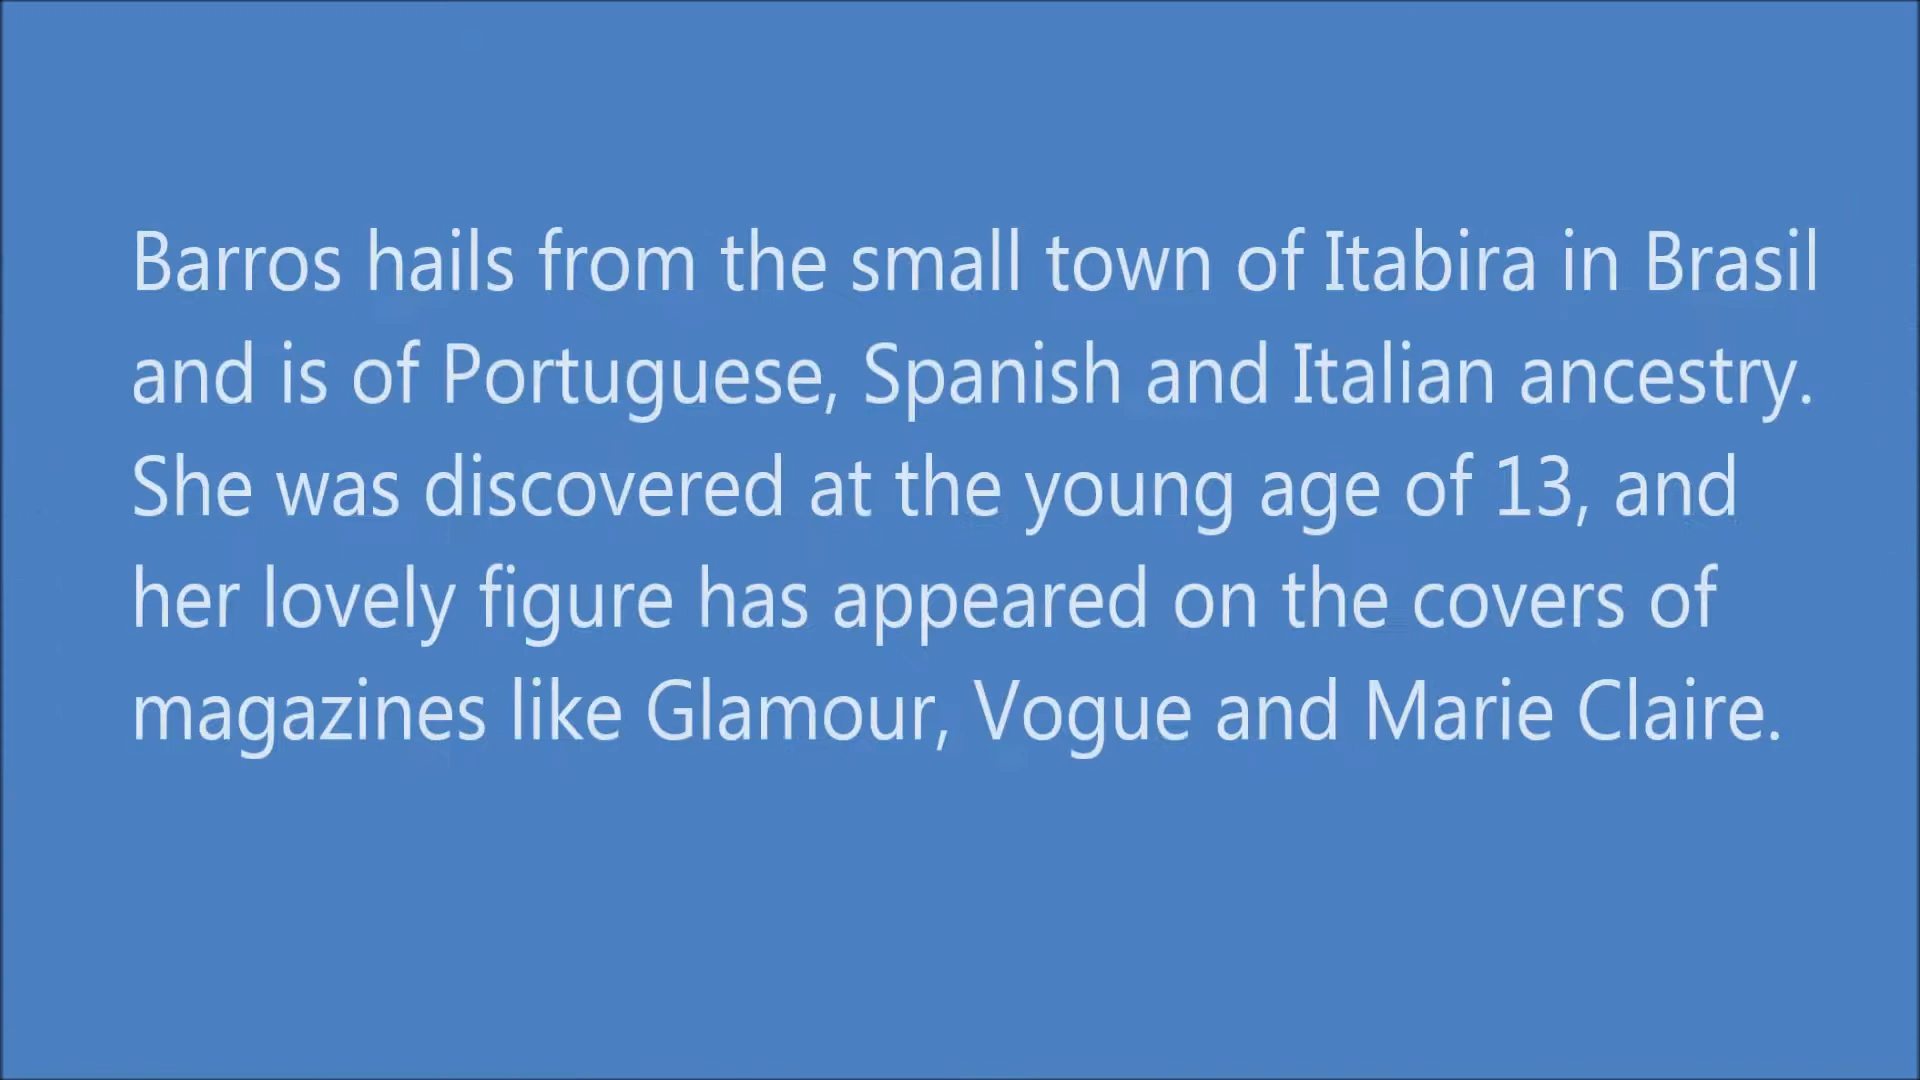 Barros hails from the small town of Itabira in Brasil
and is of Portuguese, Spanish and Italian ancestry.
She was discovered at the young age of 13, and
her lovely figure has appeared on the covers of
magazines like Glamour, Vogue and Marie Claire.